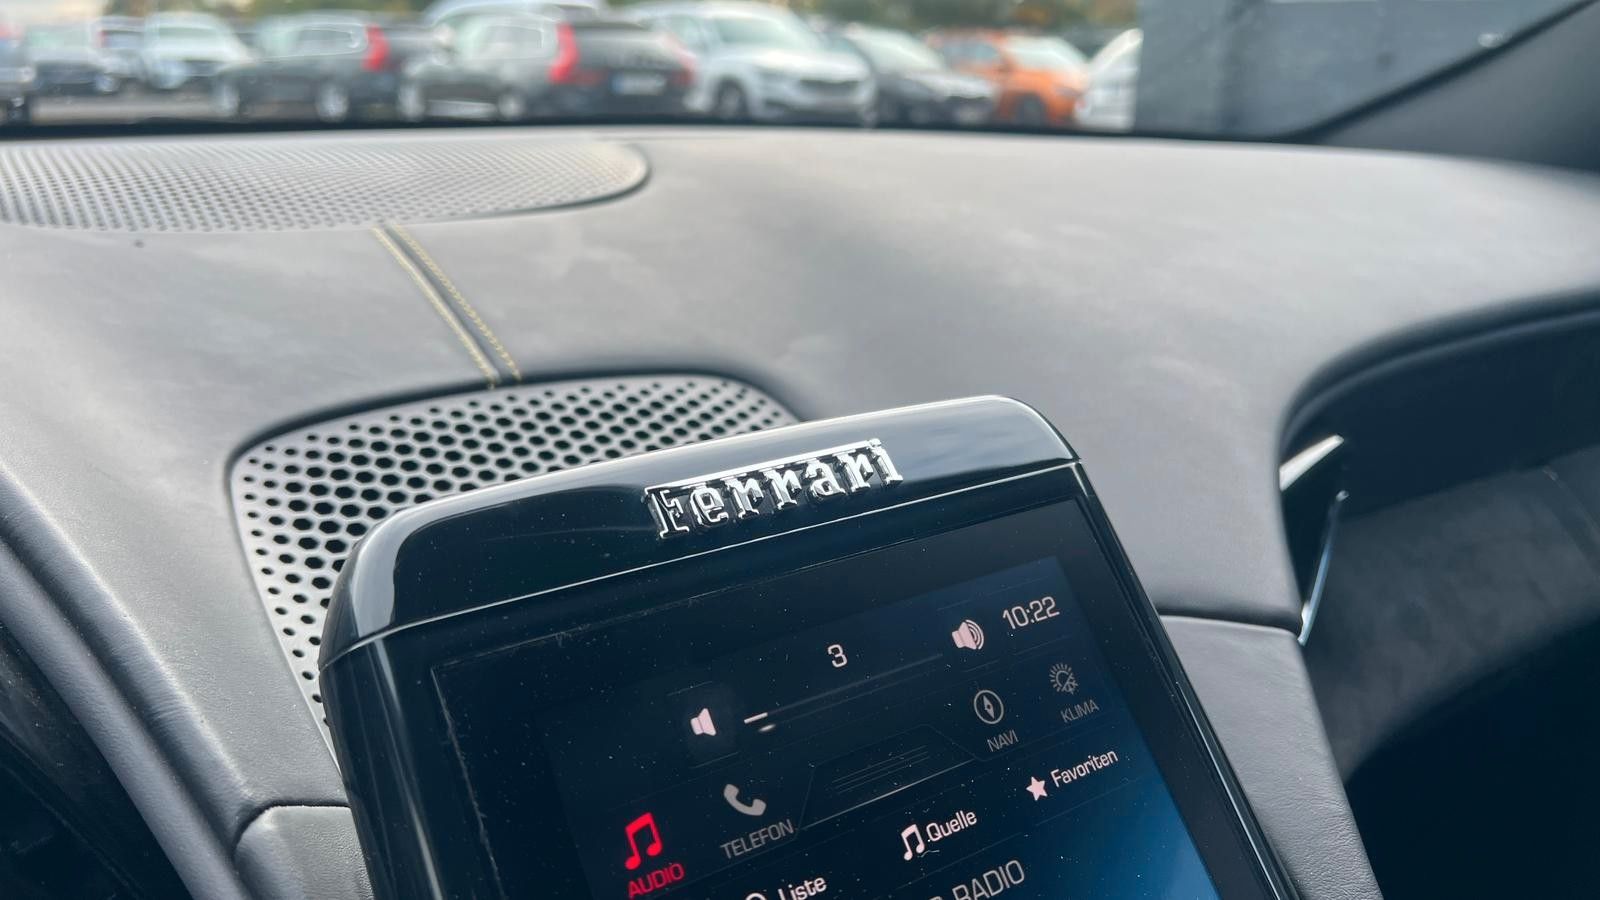 Ferrari
3
10:22
AUDIO
TELEFON
NAVI
KLIMA
Liste
Quelle
Favoriten
RADIO